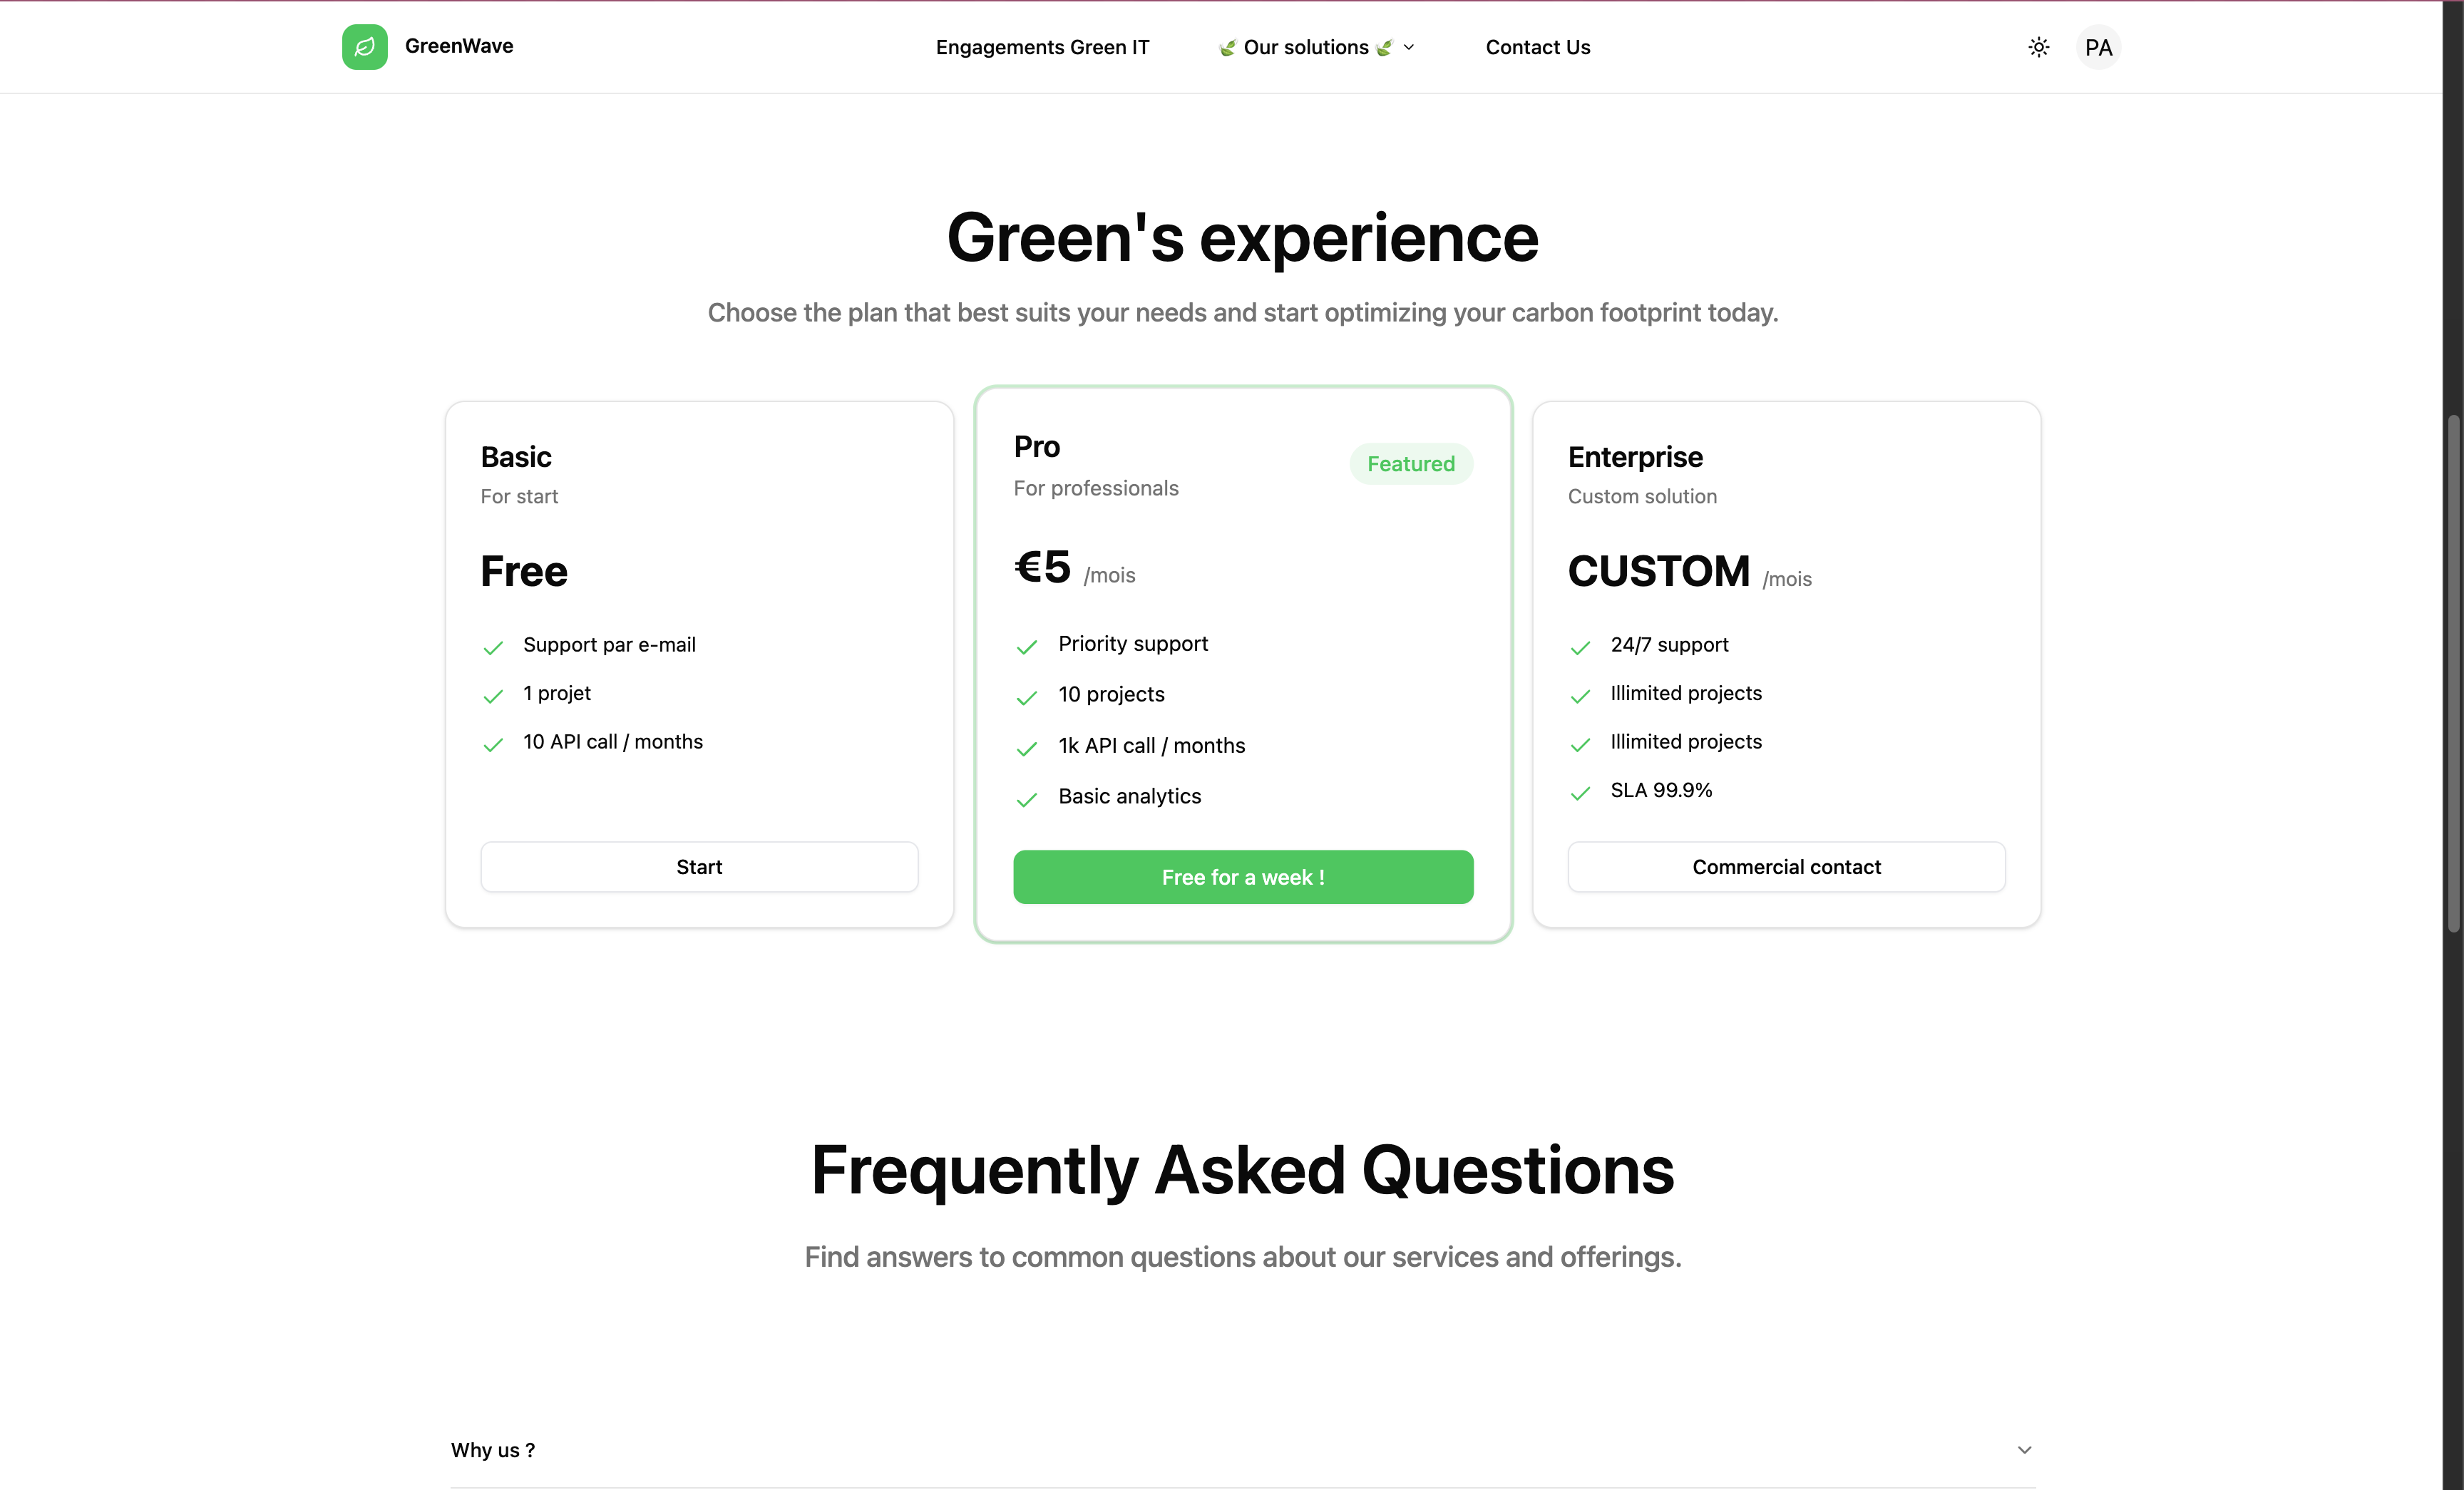 GreenWave
Engagements Green IT
Our solutions
Contact Us
PA
Green's experience
Choose the plan that best suits your needs and start optimizing your carbon footprint today.
Basic
For start
Free
Support par e-mail
1 projet
10 API call / months
Start
Pro
For professionals
Featured
€5 /mois
Priority support
10 projects
1k API call / months
Basic analytics
Free for a week !
Enterprise
Custom solution
CUSTOM /mois
24/7 support
Illimited projects
Illimited projects
SLA 99.9%
Commercial contact
Frequently Asked Questions
Find answers to common questions about our services and offerings.
Why us ?